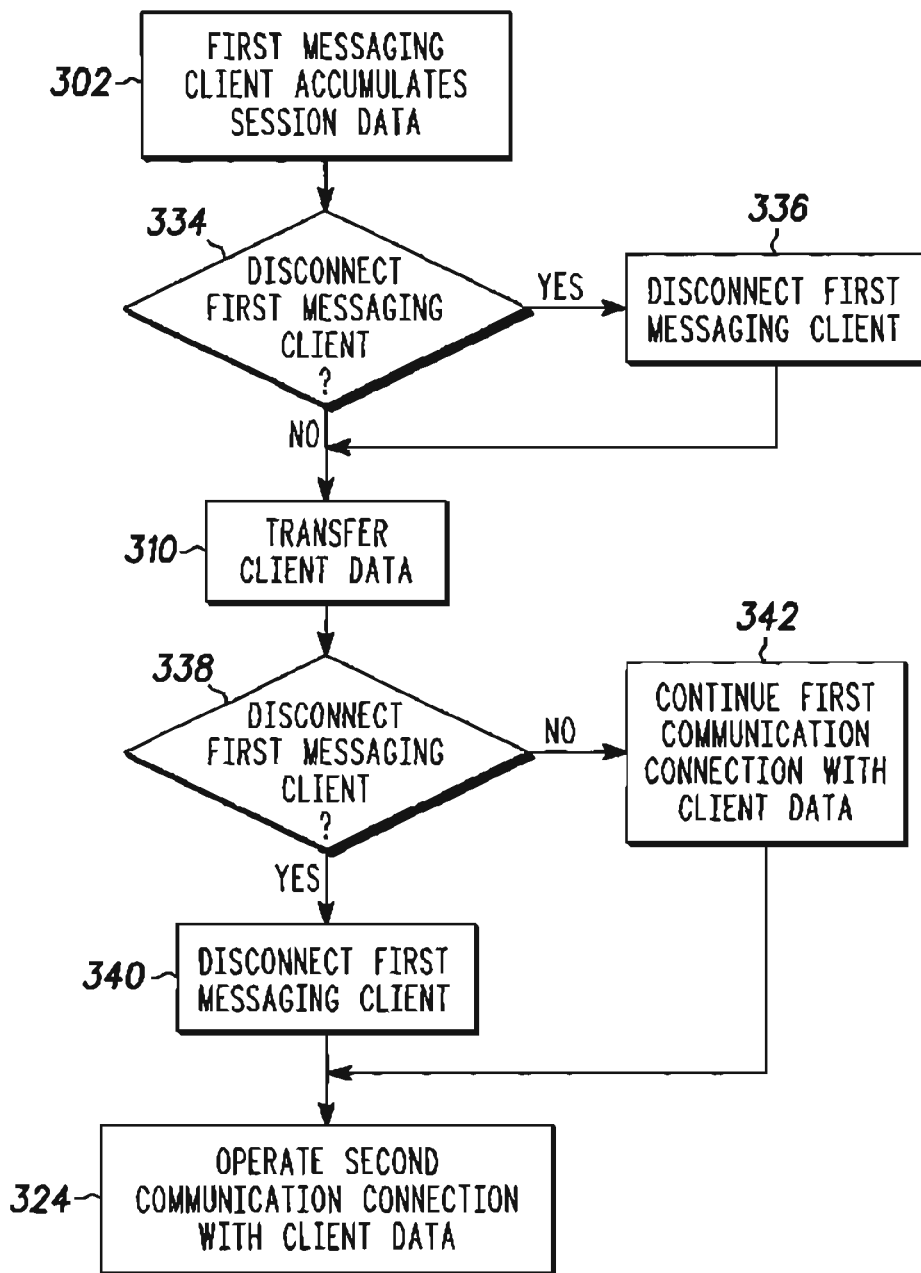 FIRST MESSAGING
CLIENT ACCUMULATES
SESSION DATA
302
334
DISCONNECT
FIRST MESSAGING
CLIENT
?
YES
336
DISCONNECT FIRST
MESSAGING CLIENT
NO
310
TRANSFER
CLIENT DATA
338
DISCONNECT
FIRST MESSAGING
CLIENT
?
NO
342
CONTINUE FIRST
COMMUNICATION
CONNECTION WITH
CLIENT DATA
YES
340
DISCONNECT FIRST
MESSAGING CLIENT
324
OPERATE SECOND
COMMUNICATION CONNECTION
WITH CLIENT DATA